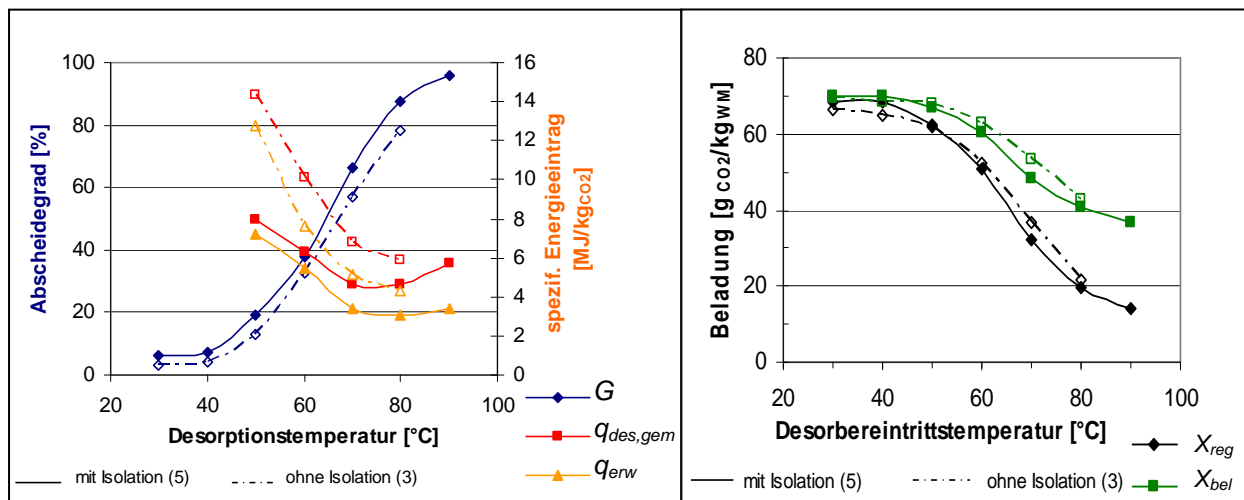 Abscheidegrad [%]
100
80
60
40
20
0
16
14
12
10
8
6
4
2
0
spezif. Energieeintrag
[MJ/kgCO2]
20 40 60 80 100
Desorptionstemperatur [°C]
G
qdes,gem
qerw
mit Isolation (5) ohne Isolation (3)
Beladung [g CO2/kgWM]
80
60
40
20
0
20 40 60 80 100
Desorbereintrittstemperatur [°C]
Xreg
Xbel
mit Isolation (5) ohne Isolation (3)